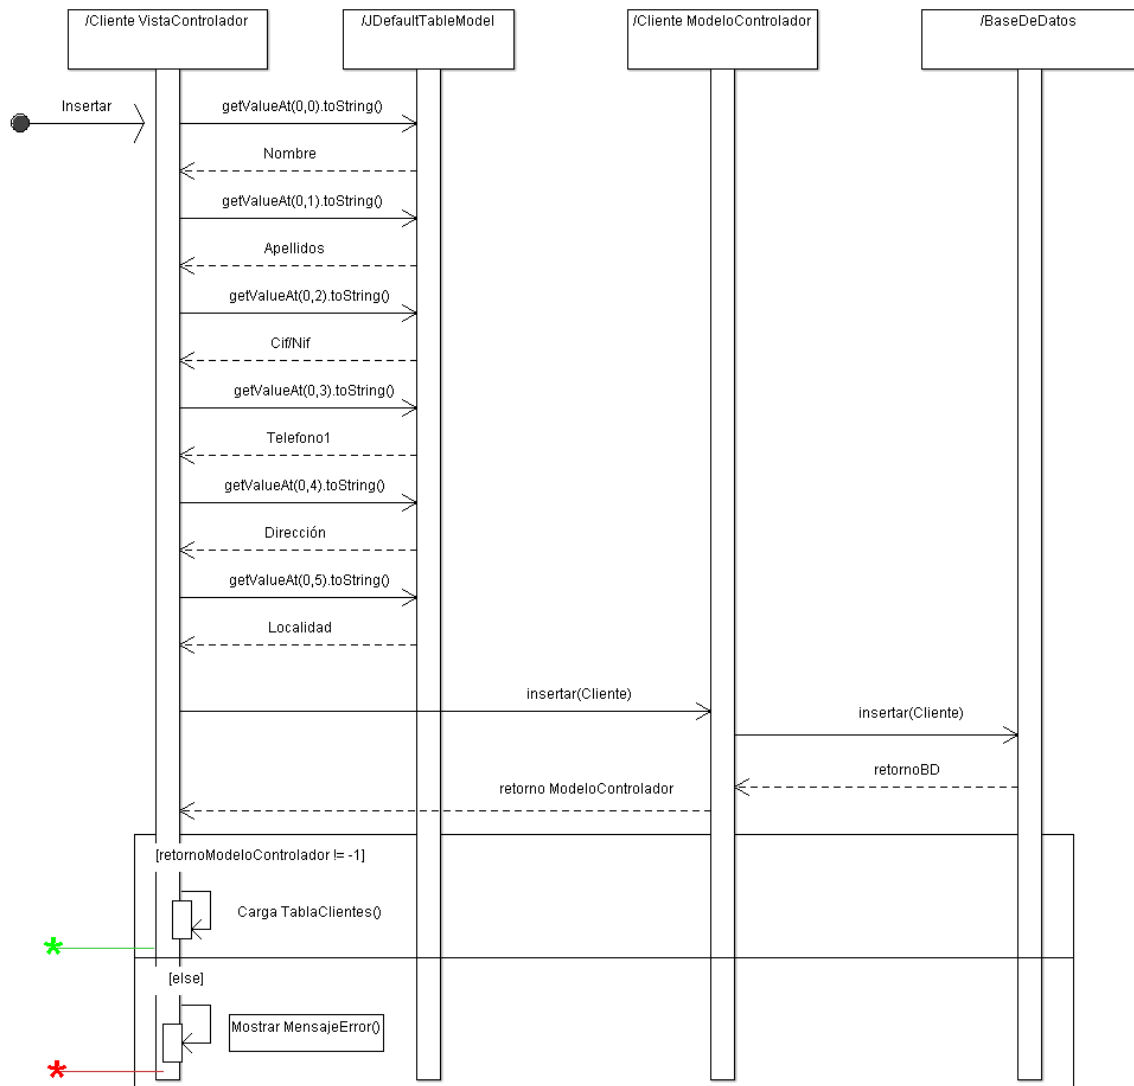 /Cliente VistaControlador
/JDefaultTableModel
/Cliente ModeloControlador
/BaseDeDatos
Insertar
getValueAt(0,0).toString()
Nombre
getValueAt(0,1).toString()
Apellidos
getValueAt(0,2).toString()
Cif/Nif
getValueAt(0,3).toString()
Telefono1
getValueAt(0,4).toString()
Dirección
getValueAt(0,5).toString()
Localidad
insertar(Cliente)
insertar(Cliente)
retornoBD
retorno ModeloControlador
[retornoModeloControlador != -1]
Carga TablaClientes()
[else]
Mostrar MensajeError()